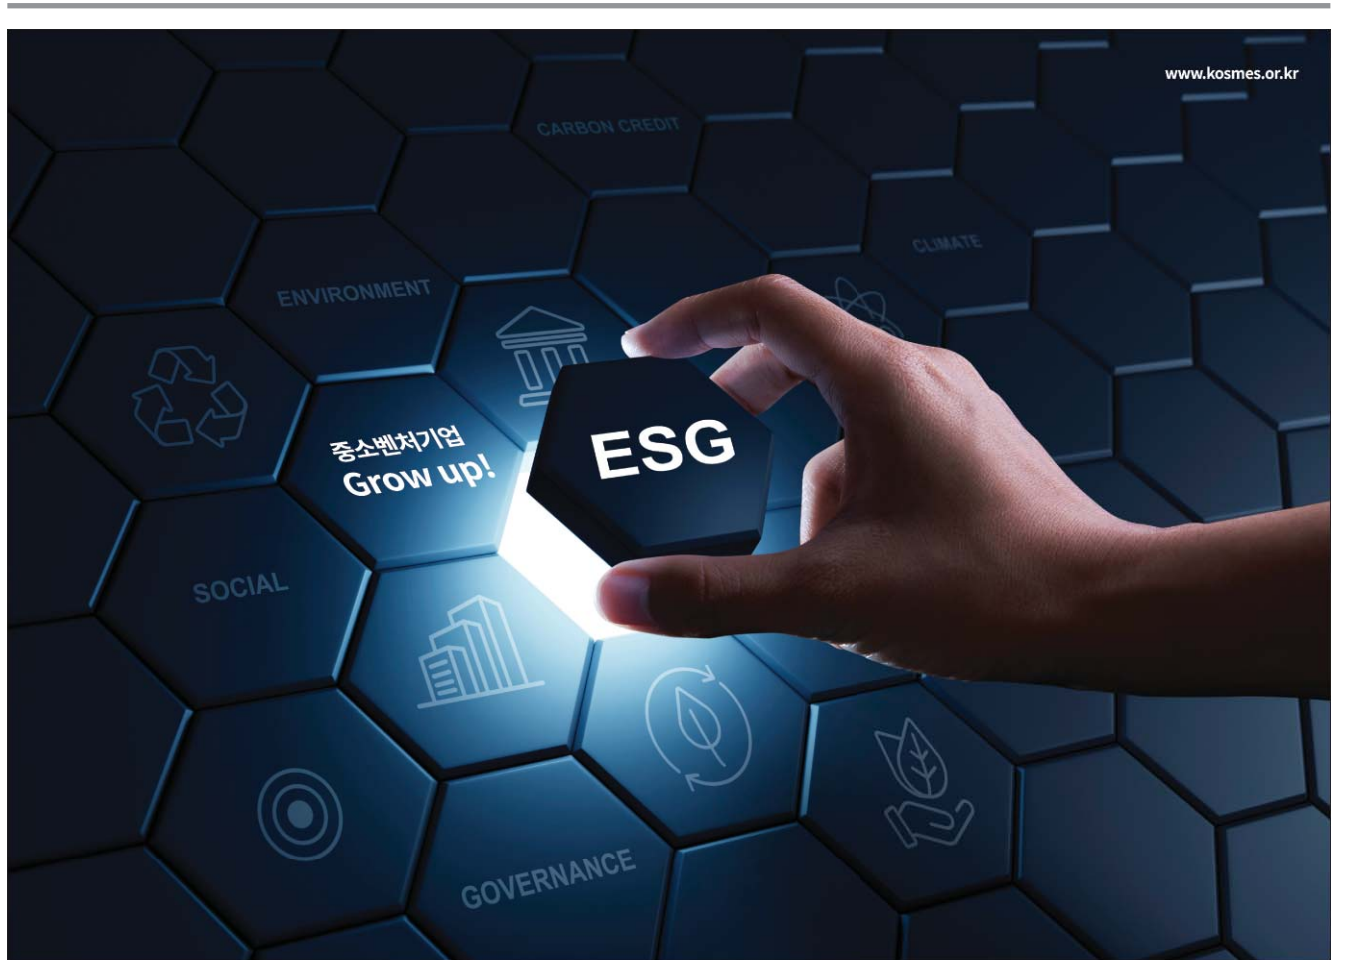 www.kosmes.or.kr
CARBON CREDIT
CLIMATE
ENVIRONMENT
중소벤처기업
Grow up!
ESG
SOCIAL
GOVERNANCE